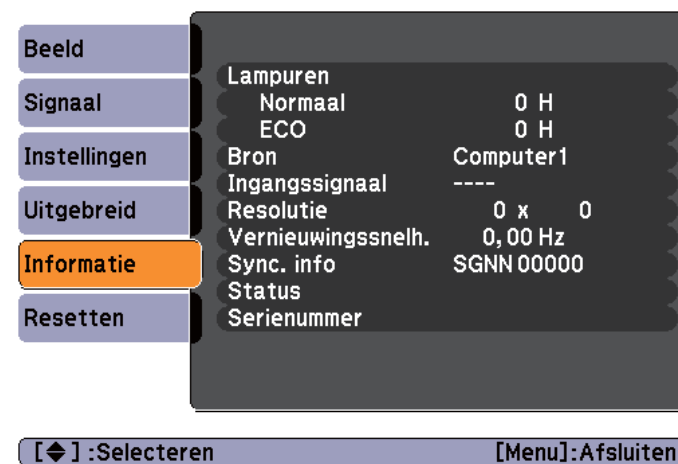 Beeld
Signaal
Instellingen
Uitgebreid
Informatie
Resetten
Lampuren
Normaal 0 H
ECO 0 H
Bron Computer1
Ingangssignaal ----
Resolutie 0 x 0
Vernieuwingssnelh. 0,00 Hz
Sync. info SGNN 00000
Status
Serienummer
[◆] :Selecteren [Menu]:Afsluiten